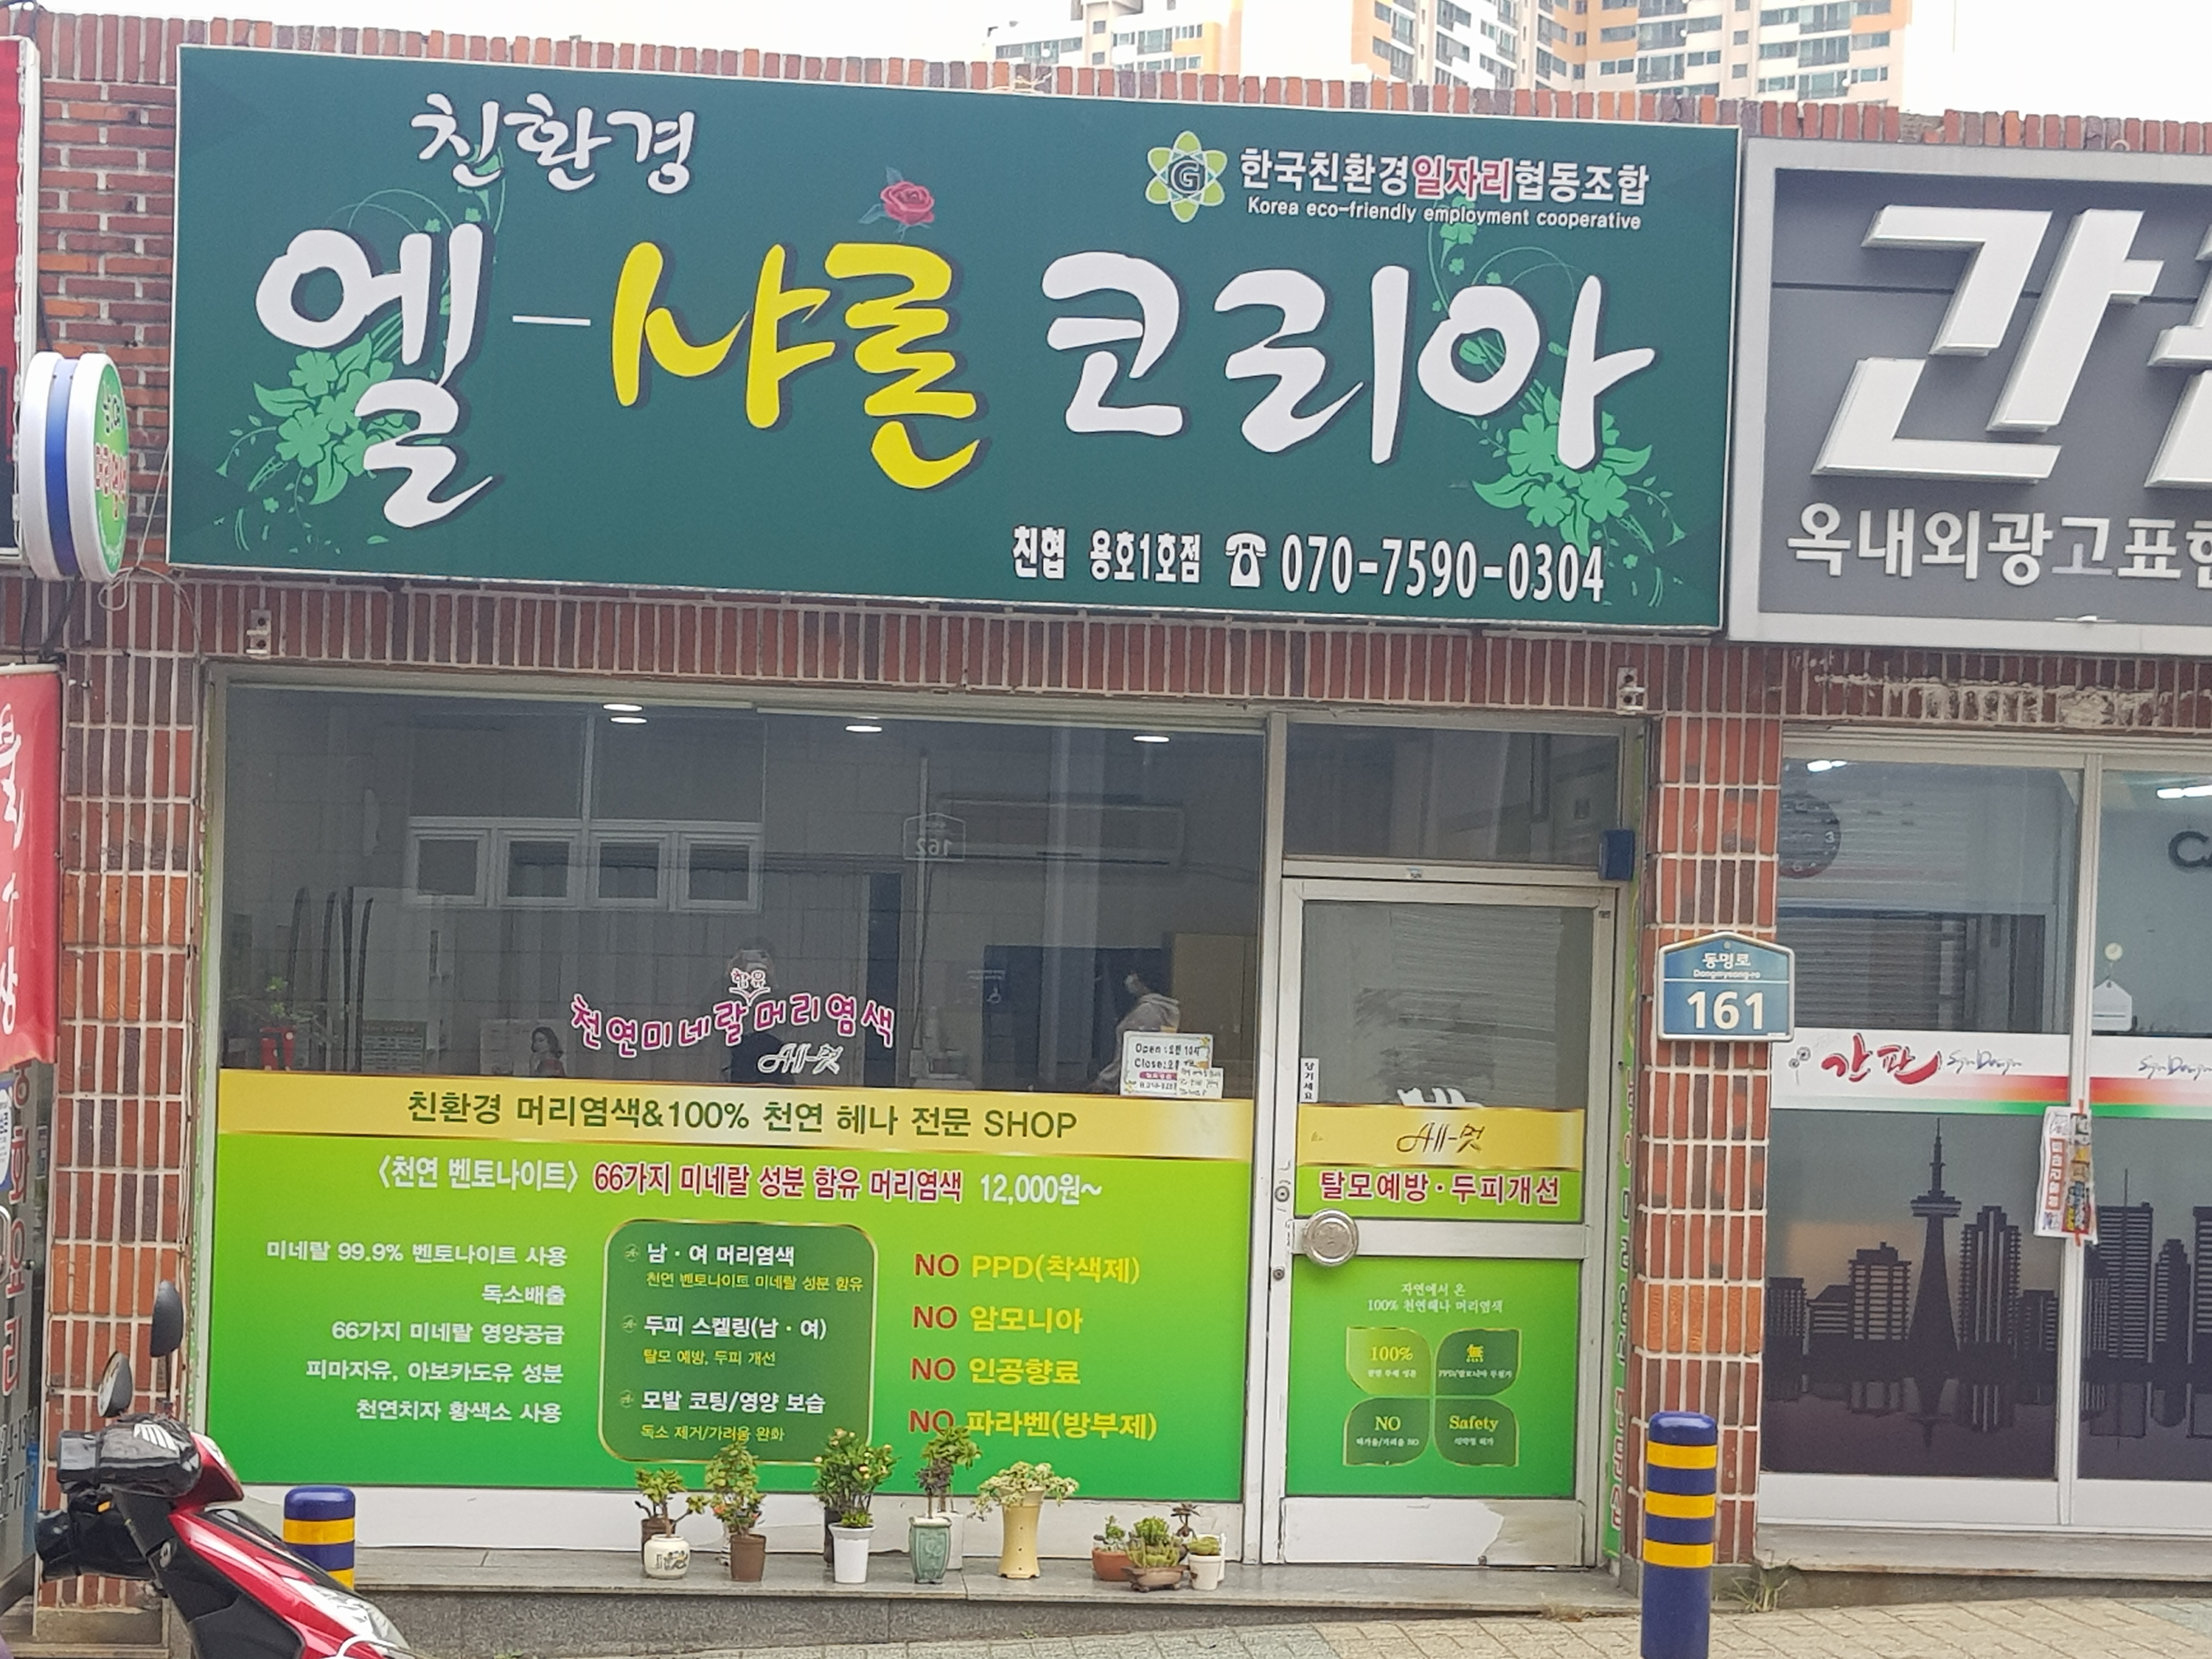 친환경
한국친환경일자리협동조합
Korea eco-friendly employment cooperative
엘-샤론 코리아
친협 용호1호점 ☎ 070-7590-0304
옥내외광고표
함유
천연미네랄머리염색
All-멋
친환경 머리염색&100% 천연 헤나 전문 SHOP
<천연 벤토나이트> 66가지 미네랄 성분 함유 머리염색 12,000원~
미네랄 99.9% 벤토나이트 사용
독소배출
66가지 미네랄 영양공급
피마자유, 아보카도유 성분
천연치자 황색소 사용
남·여 머리염색
천연 벤토나이트 미네랄 성분 함유
두피 스켈링(남·여)
탈모 예방, 두피 개선
모발 코팅/영양 보습
독소 제거/가려움 완화
NO PPD(착색제)
NO 암모니아
NO 인공향료
NO 파라벤(방부제)
당기세요
All-멋
탈모예방·두피개선
자연에서 온
100% 천연헤나 머리염색
100%
無
NO
Safety
동명로
Dongmyeong-ro
161
간판